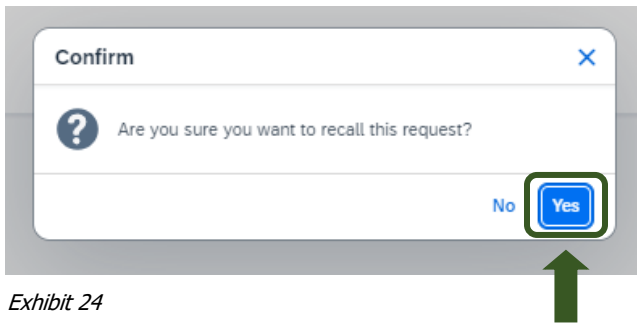 Confirm
Are you sure you want to recall this request?
No Yes
Exhibit 24